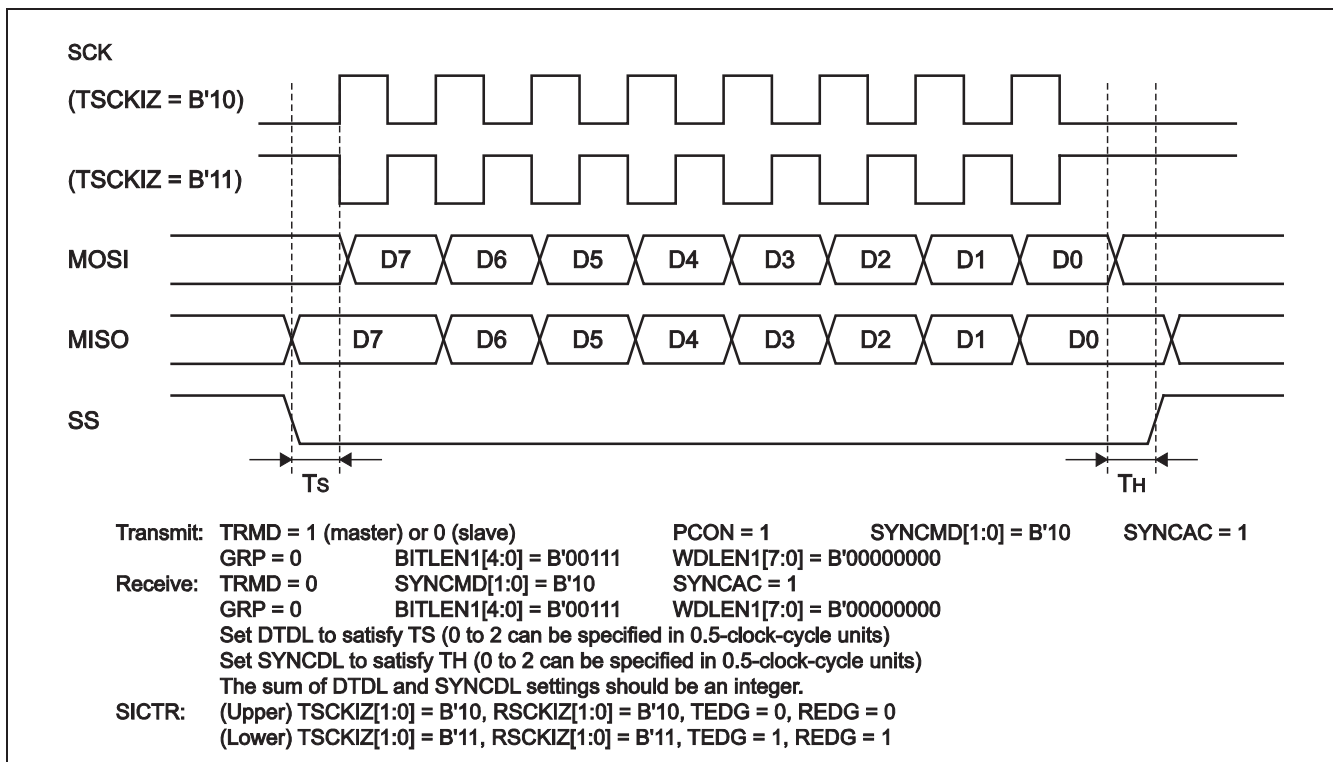 SCK
(TSCKIZ = B'10)
(TSCKIZ = B'11)
MOSI D7 D6 D5 D4 D3 D2 D1 D0
MISO D7 D6 D5 D4 D3 D2 D1 D0
SS
TS TH
Transmit: TRMD = 1 (master) or 0 (slave) PCON = 1 SYNCMD[1:0] = B'10 SYNCAC = 1
GRP = 0 BITLEN1[4:0] = B'00111 WDLEN1[7:0] = B'00000000
Receive: TRMD = 0 SYNCMD[1:0] = B'10 SYNCAC = 1
GRP = 0 BITLEN1[4:0] = B'00111 WDLEN1[7:0] = B'00000000
Set DTDL to satisfy TS (0 to 2 can be specified in 0.5-clock-cycle units)
Set SYNCDL to satisfy TH (0 to 2 can be specified in 0.5-clock-cycle units)
The sum of DTDL and SYNCDL settings should be an integer.
SICTR: (Upper) TSCKIZ[1:0] = B'10, RSCKIZ[1:0] = B'10, TEDG = 0, REDG = 0
(Lower) TSCKIZ[1:0] = B'11, RSCKIZ[1:0] = B'11, TEDG = 1, REDG = 1